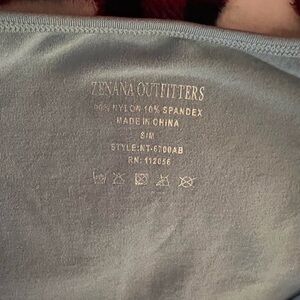 ZENANA OUTFITTERS
90% NYLON 10% SPANDEX
MADE IN CHINA
S/M
STYLE:NT-6700AB
RN: 112056